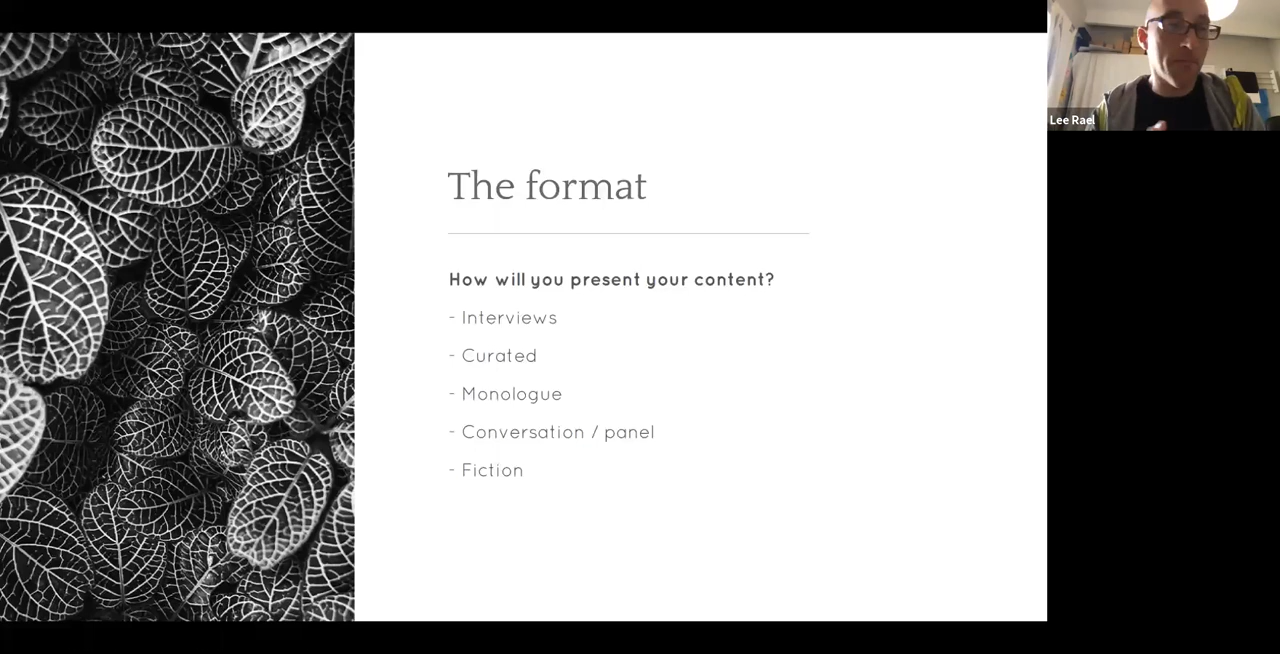 The format
How will you present your content?
- Interviews
- Curated
- Monologue
- Conversation / panel
- Fiction
Lee Rael